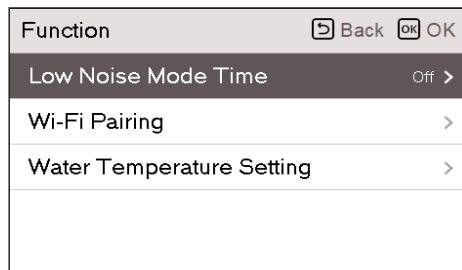 Function Back OK OK
Low Noise Mode Time Off >
Wi-Fi Pairing >
Water Temperature Setting >